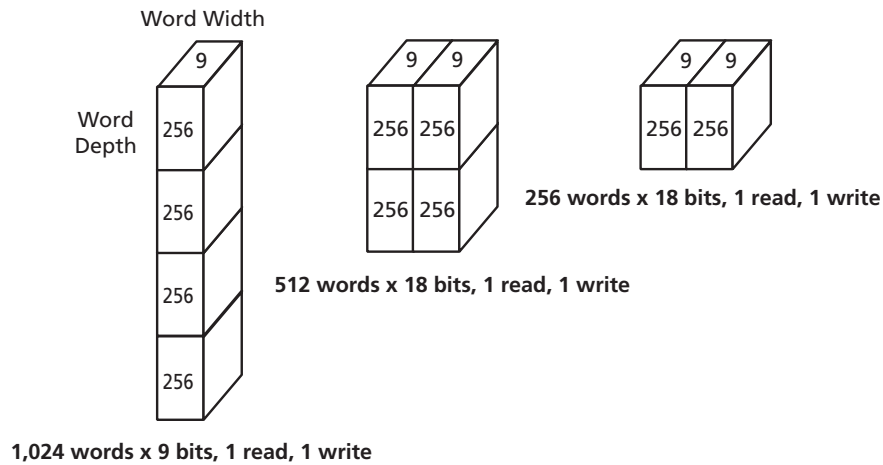 Word Width
9
Word
Depth
256
256
256
256
1,024 words x 9 bits, 1 read, 1 write
9 9
256 256
256 256
512 words x 18 bits, 1 read, 1 write
9 9
256 256
256 words x 18 bits, 1 read, 1 write